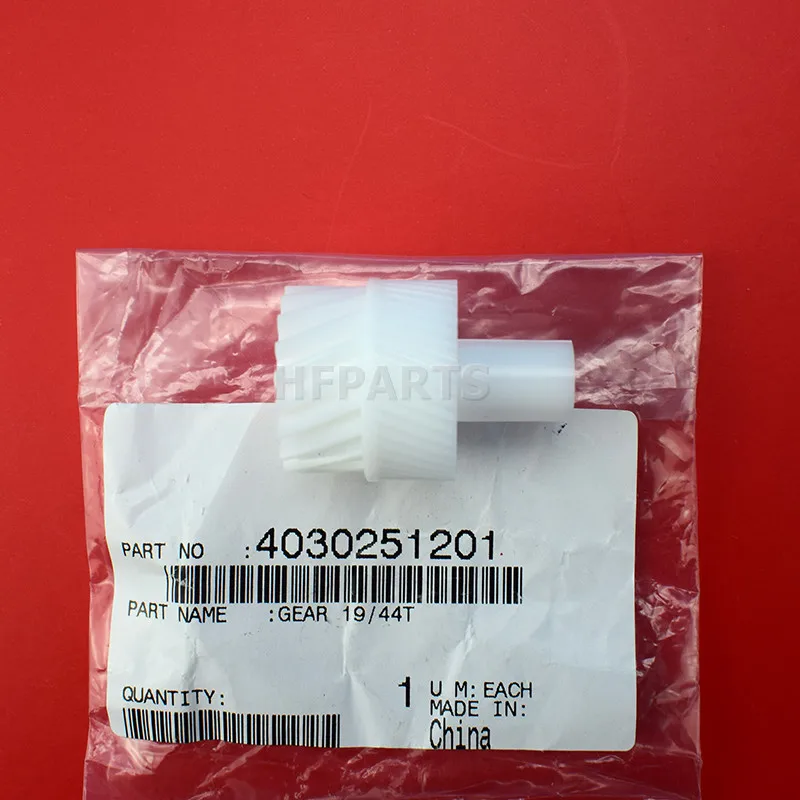 HFPARTS
PART NO :4030251201
PART NAME :GEAR 19/44T
QUANTITY: 1 U M: EACH
MADE IN:
China